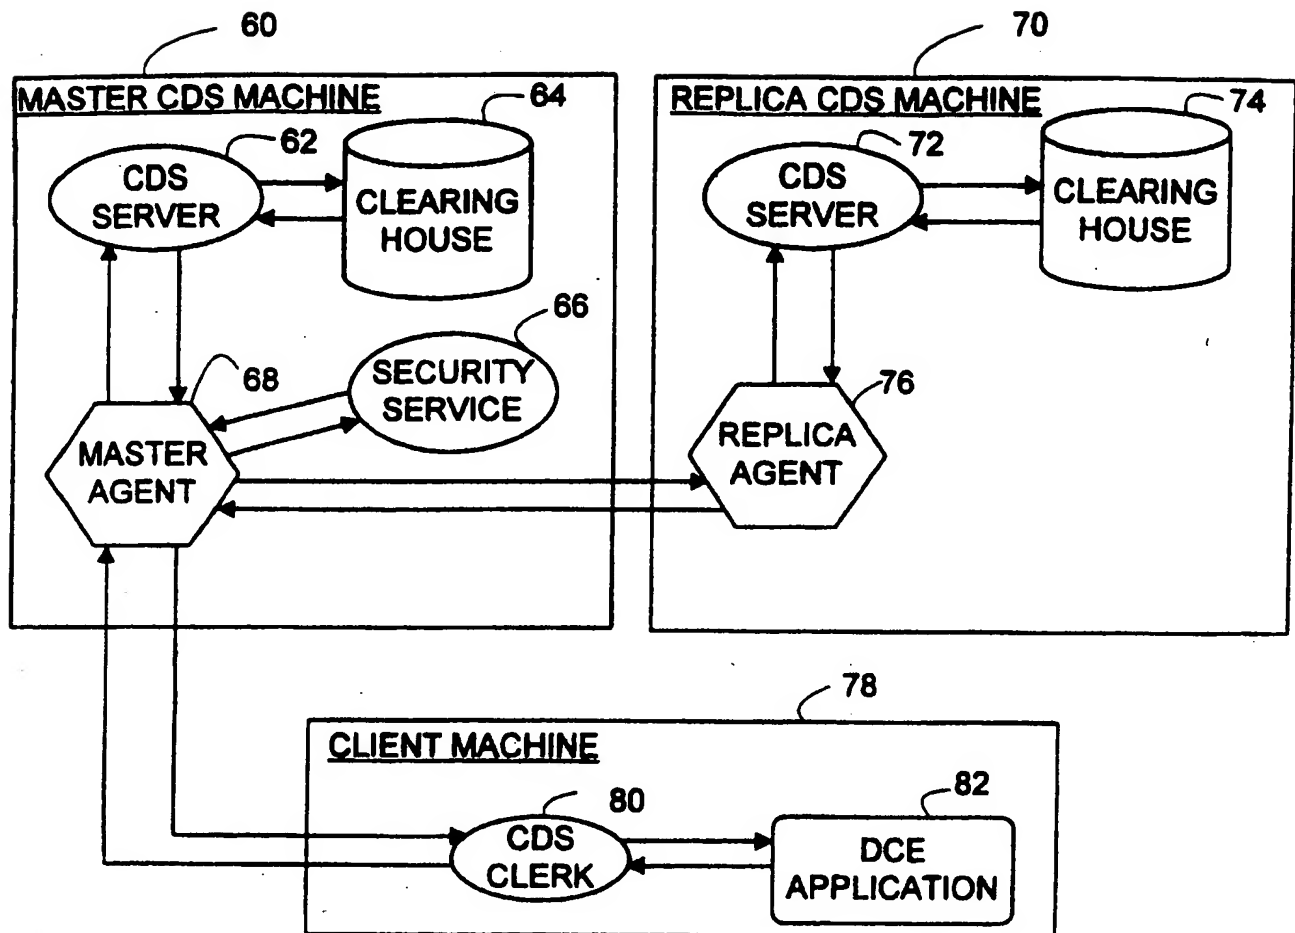 60
70
MASTER CDS MACHINE
64
REPLICA CDS MACHINE
74
62
72
CDS
SERVER
CLEARING
HOUSE
CDS
SERVER
CLEARING
HOUSE
66
68
SECURITY
SERVICE
76
MASTER
AGENT
REPLICA
AGENT
78
CLIENT MACHINE
80
82
CDS
CLERK
DCE
APPLICATION